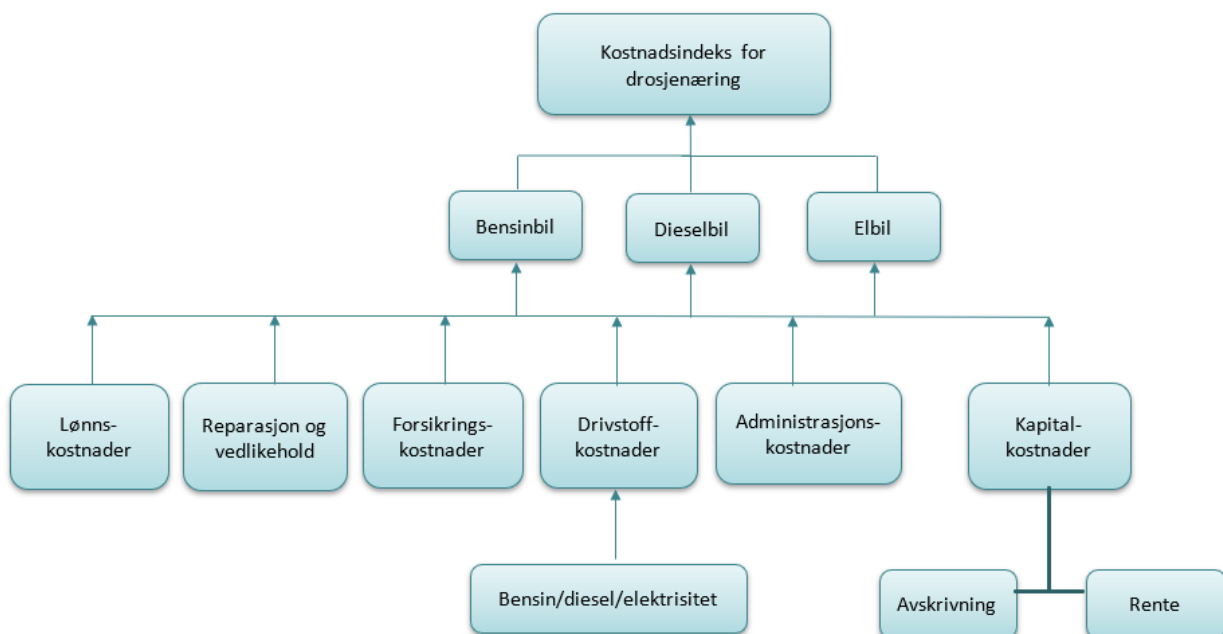 Kostnadsindeks for
drosjenæring
Bensinbil
Dieselbil
Elbil
Lønns-
kostnader
Reparasjon og
vedlikehold
Forsikrings-
kostnader
Drivstoff-
kostnader
Administrasjons-
kostnader
Kapital-
kostnader
Bensin/diesel/elektrisitet
Avskrivning
Rente